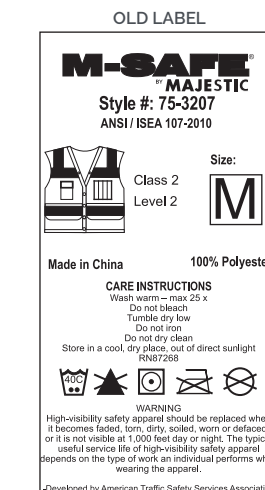 OLD LABEL
M-SAFE®
BY MAJESTIC
Style #: 75-3207
ANSI / ISEA 107-2010
Size:
Class 2
Level 2
M
Made in China 100% Polyeste
CARE INSTRUCTIONS
Wash warm – max 25 x
Do not bleach
Tumble dry low
Do not iron
Do not dry clean
Store in a cool, dry place, out of direct sunlight
RN87268
40C
WARNING
High-visibility safety apparel should be replaced whe
it becomes faded, torn, dirty, soiled, worn or defaced
or it is not visible at 1,000 feet day or night. The typic
useful service life of high-visibility safety apparel
depends on the type of work an individual performs wh
wearing the apparel.
-Developed by American Traffic Safety Services Associati